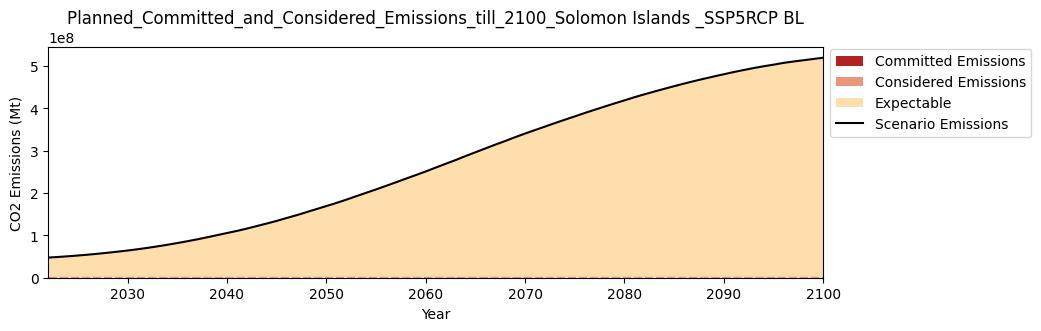 Planned_Committed_and_Considered_Emissions_till_2100_Solomon Islands _SSP5RCP BL
1e8
5
4
3
2
1
0
CO2 Emissions (Mt)
2030 2040 2050 2060 2070 2080 2090 2100
Year
Committed Emissions
Considered Emissions
Expectable
Scenario Emissions